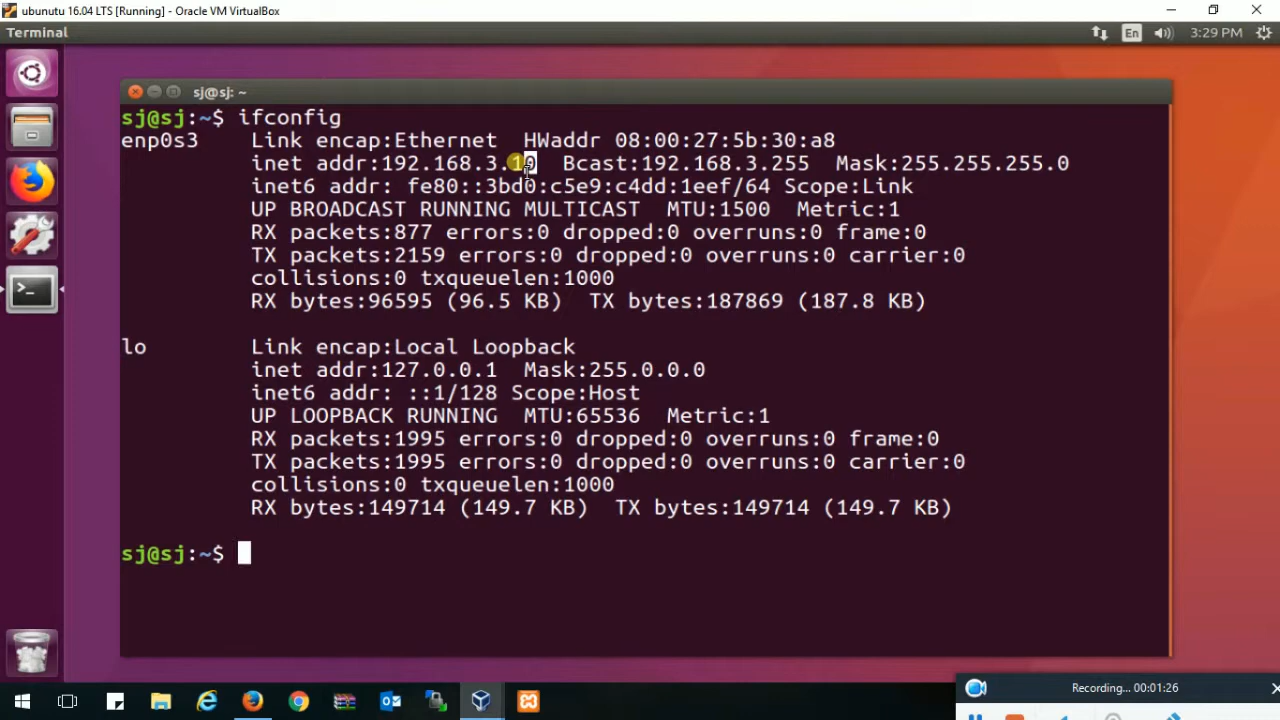 ubunutu 16.04 LTS [Running] - Oracle VM VirtualBox
Terminal En 3:29 PM
sj@sj: ~
sj@sj:~$ ifconfig
enp0s3 Link encap:Ethernet HWaddr 08:00:27:5b:30:a8
inet addr:192.168.3.10 Bcast:192.168.3.255 Mask:255.255.255.0
inet6 addr: fe80::3bd0:c5e9:c4dd:1eef/64 Scope:Link
UP BROADCAST RUNNING MULTICAST MTU:1500 Metric:1
RX packets:877 errors:0 dropped:0 overruns:0 frame:0
TX packets:2159 errors:0 dropped:0 overruns:0 carrier:0
collisions:0 txqueuelen:1000
RX bytes:96595 (96.5 KB) TX bytes:187869 (187.8 KB)
lo Link encap:Local Loopback
inet addr:127.0.0.1 Mask:255.0.0.0
inet6 addr: ::1/128 Scope:Host
UP LOOPBACK RUNNING MTU:65536 Metric:1
RX packets:1995 errors:0 dropped:0 overruns:0 frame:0
TX packets:1995 errors:0 dropped:0 overruns:0 carrier:0
collisions:0 txqueuelen:1000
RX bytes:149714 (149.7 KB) TX bytes:149714 (149.7 KB)
sj@sj:~$
Recording... 00:01:26